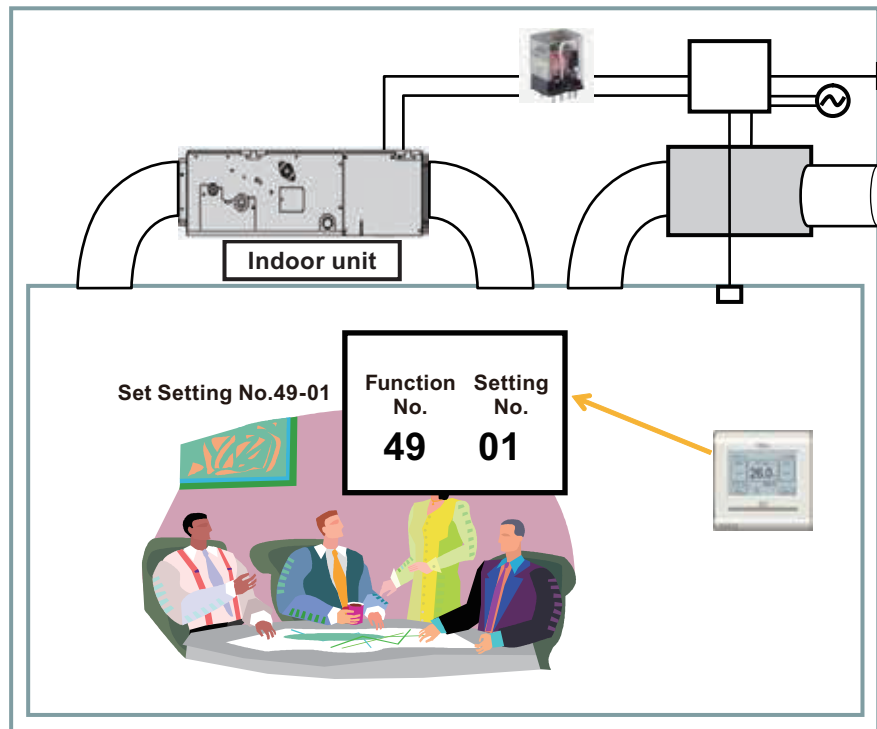 Indoor unit
Set Setting No.49-01
Function No.
Setting No.
49 01
26.0